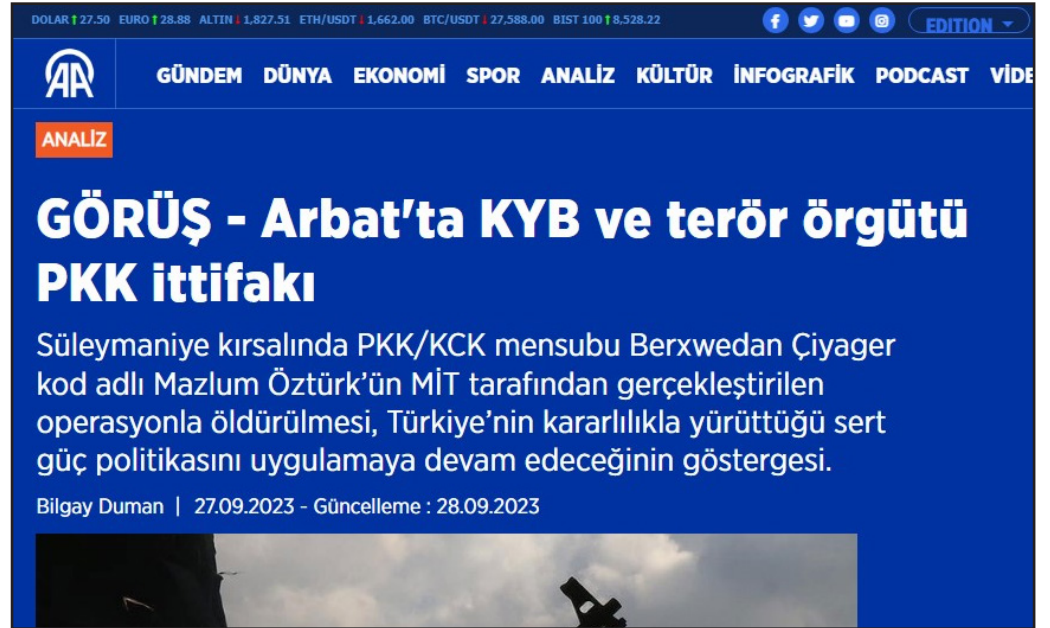 DOLAR 27.50 EURO 28.88 ALTIN 1,827.51 ETH/USDT 1,662.00 BTC/USDT 27,588.00 BIST 100 8,528.22 EDITION
AA GÜNDEM DÜNYA EKONOMİ SPOR ANALİZ KÜLTÜR İNFOGRAFİK PODCAST VİDE
ANALİZ
GÖRÜŞ - Arbat'ta KYB ve terör örgütü
PKK ittifakı
Süleymaniye kırsalında PKK/KCK mensubu Berxwedan Çiyager
kod adlı Mazlum Öztürk’ün MİT tarafından gerçekleştirilen
operasyonla öldürülmesi, Türkiye’nin kararlılıkla yürüttüğü sert
güç politikasını uygulamaya devam edeceğinin göstergesi.
Bilgay Duman | 27.09.2023 - Güncelleme : 28.09.2023